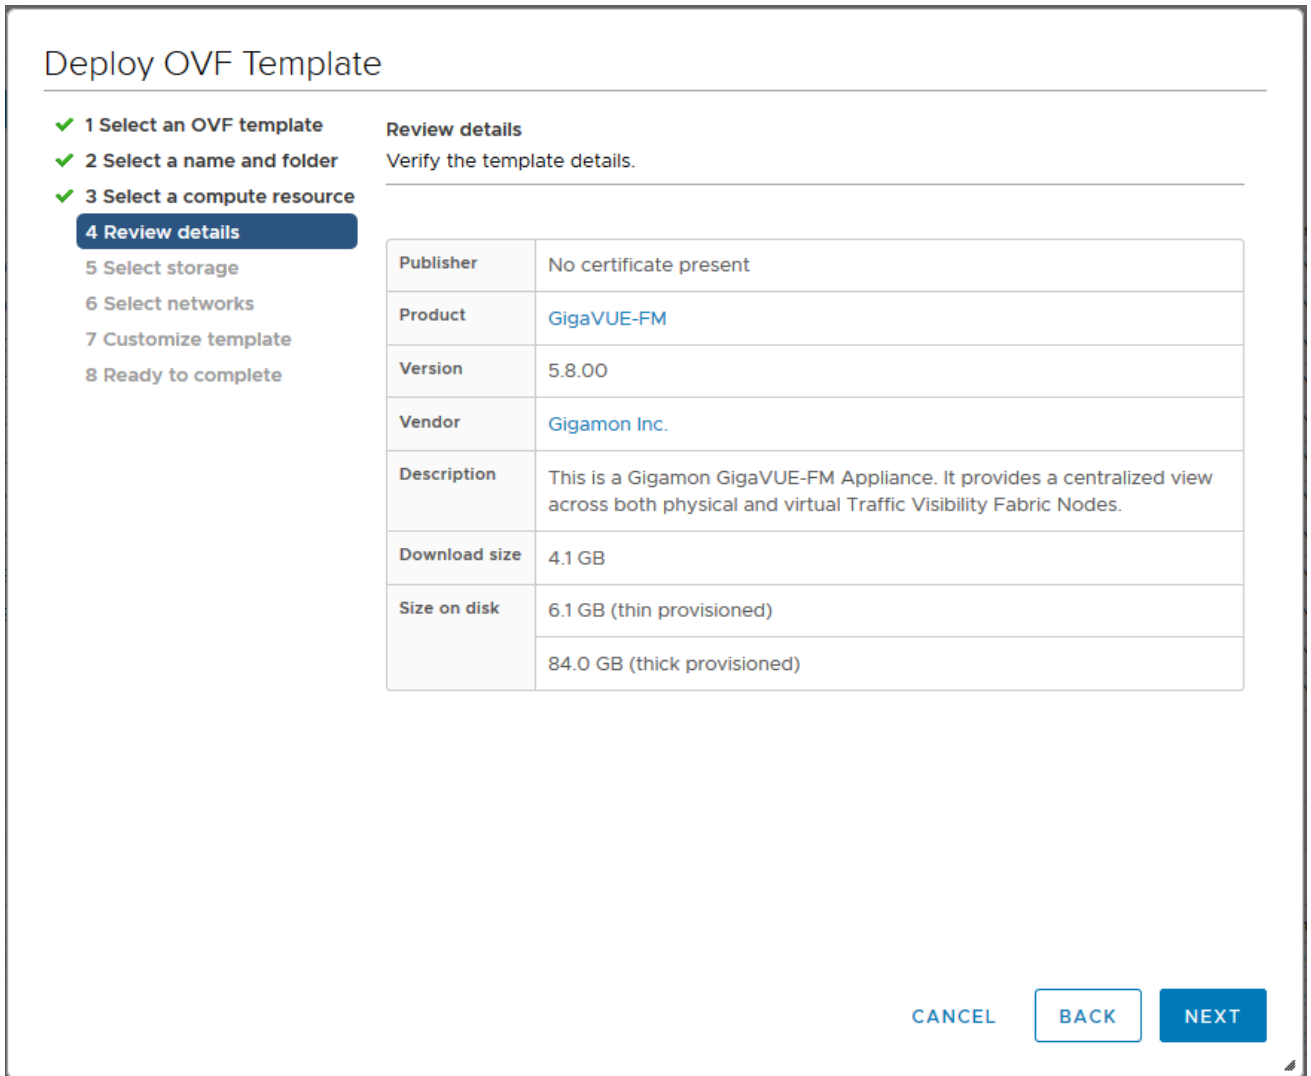 Deploy OVF Template
1 Select an OVF template
2 Select a name and folder
3 Select a compute resource
4 Review details
5 Select storage
6 Select networks
7 Customize template
8 Ready to complete
Review details
Verify the template details.
Publisher
No certificate present
Product
GigaVUE-FM
Version
5.8.00
Vendor
Gigamon Inc.
Description
This is a Gigamon GigaVUE-FM Appliance. It provides a centralized view
across both physical and virtual Traffic Visibility Fabric Nodes.
Download size
4.1 GB
Size on disk
6.1 GB (thin provisioned)
84.0 GB (thick provisioned)
CANCEL
BACK
NEXT